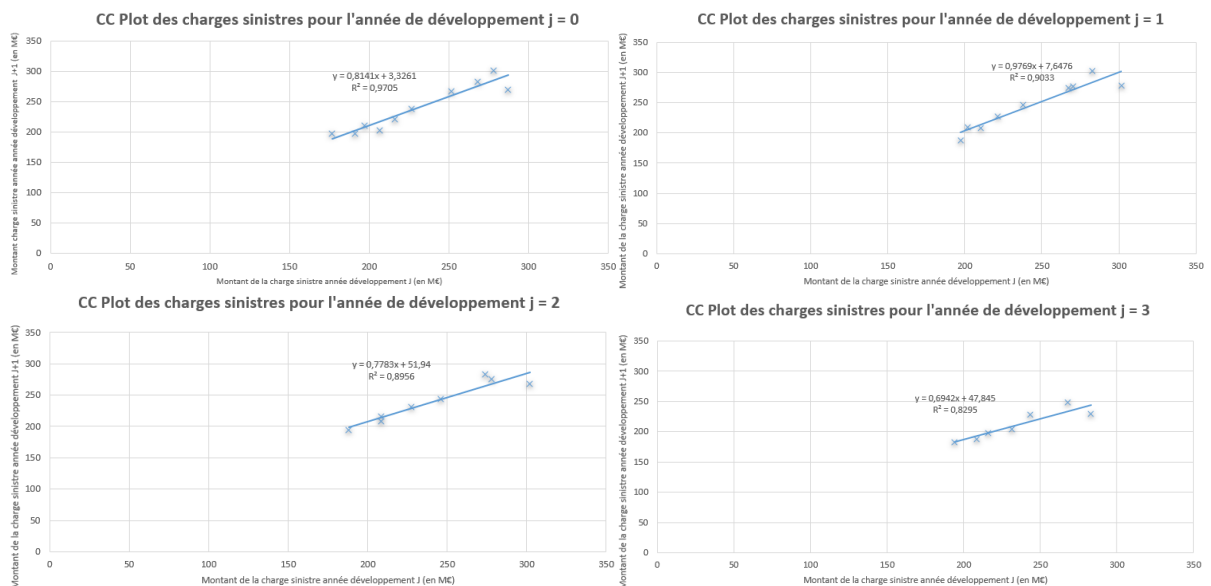 CC Plot des charges sinistres pour l'année de développement j = 0
Montant charge sinistre année année développement J+1 (en M€)
350
300
250
200
150
100
50
0
y = 0,8141x + 3,3261
R² = 0,9705
0 50 100 150 200 250 300 350
Montant de la charge sinistre année développement J (en M€)
CC Plot des charges sinistres pour l'année de développement j = 1
Montant de la charge sinistre année développement J+1 (en M€)
350
300
250
200
150
100
50
0
y = 0,9769x + 7,6476
R² = 0,9033
0 50 100 150 200 250 300 350
Montant de la charge sinistre année développement J (en M€)
CC Plot des charges sinistres pour l'année de développement j = 2
Montant de la charge sinistre année développement J+1 (en M€)
350
300
250
200
150
100
50
0
y = 0,7783x + 51,94
R² = 0,8956
0 50 100 150 200 250 300 350
Montant de la charge sinistre année développement J (en M€)
CC Plot des charges sinistres pour l'année de développement j = 3
Montant de la charge sinistre année développement J+1 (en M€)
350
300
250
200
150
100
50
0
y = 0,6942x + 47,845
R² = 0,8295
0 50 100 150 200 250 300 350
Montant de la charge sinistre année développement J (en M€)